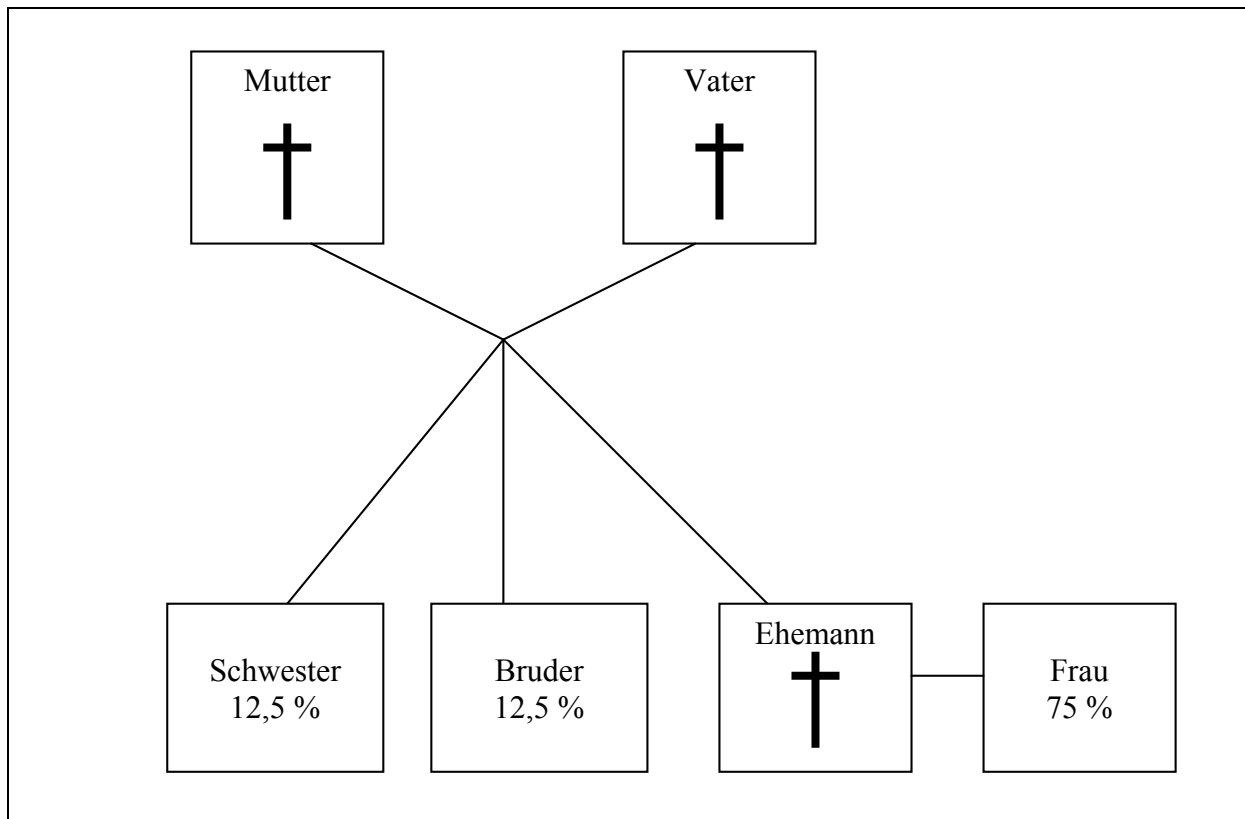 Mutter
Vater
Schwester
12,5 %
Bruder
12,5 %
Ehemann
Frau
75 %